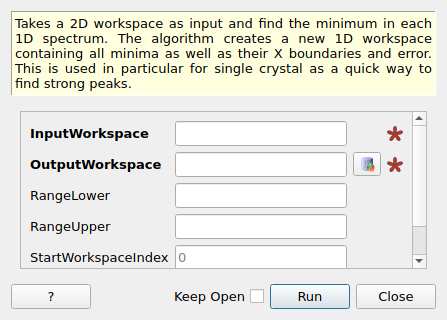 Takes a 2D workspace as input and find the minimum in each
1D spectrum. The algorithm creates a new 1D workspace
containing all minima as well as their X boundaries and error.
This is used in particular for single crystal as a quick way to
find strong peaks.
InputWorkspace
OutputWorkspace
RangeLower
RangeUpper
StartWorkspaceIndex 0
? Keep Open Run Close